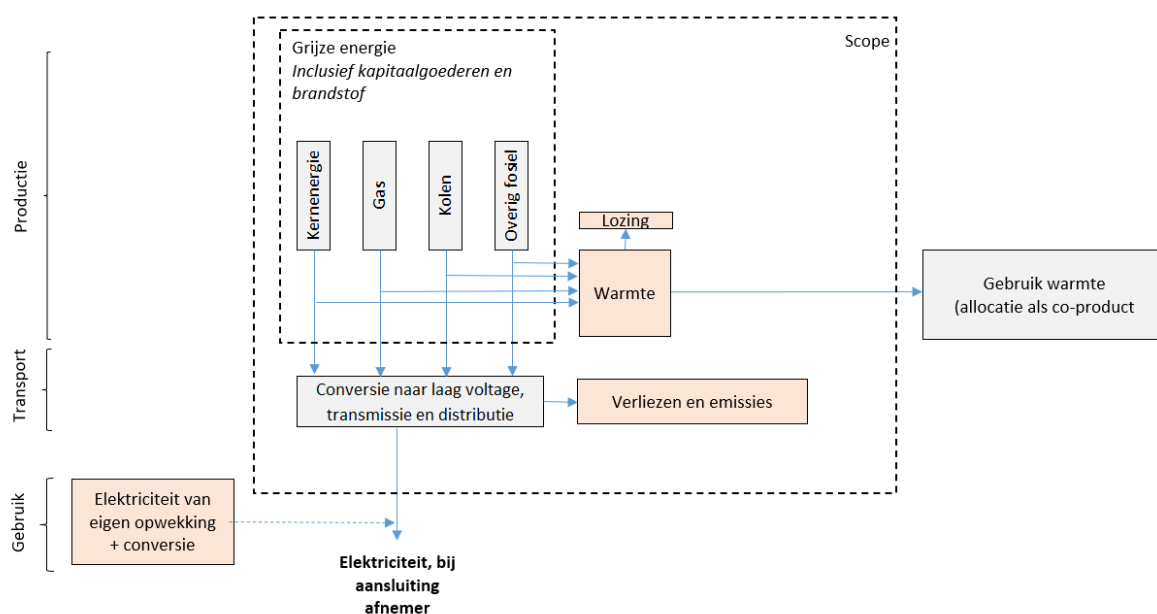 Scope
Grijze energie
Inclusief kapitaalgoederen en
brandstof
Productie
Kernenergie
Gas
Kolen
Overig fosiel
Lozing
Warmte
Gebruik warmte
(allocatie als co-product
Transport
Conversie naar laag voltage,
transmissie en distributie
Verliezen en emissies
Gebruik
Elektriciteit van
eigen opwekking
+ conversie
Elektriciteit, bij
aansluiting
afnemer